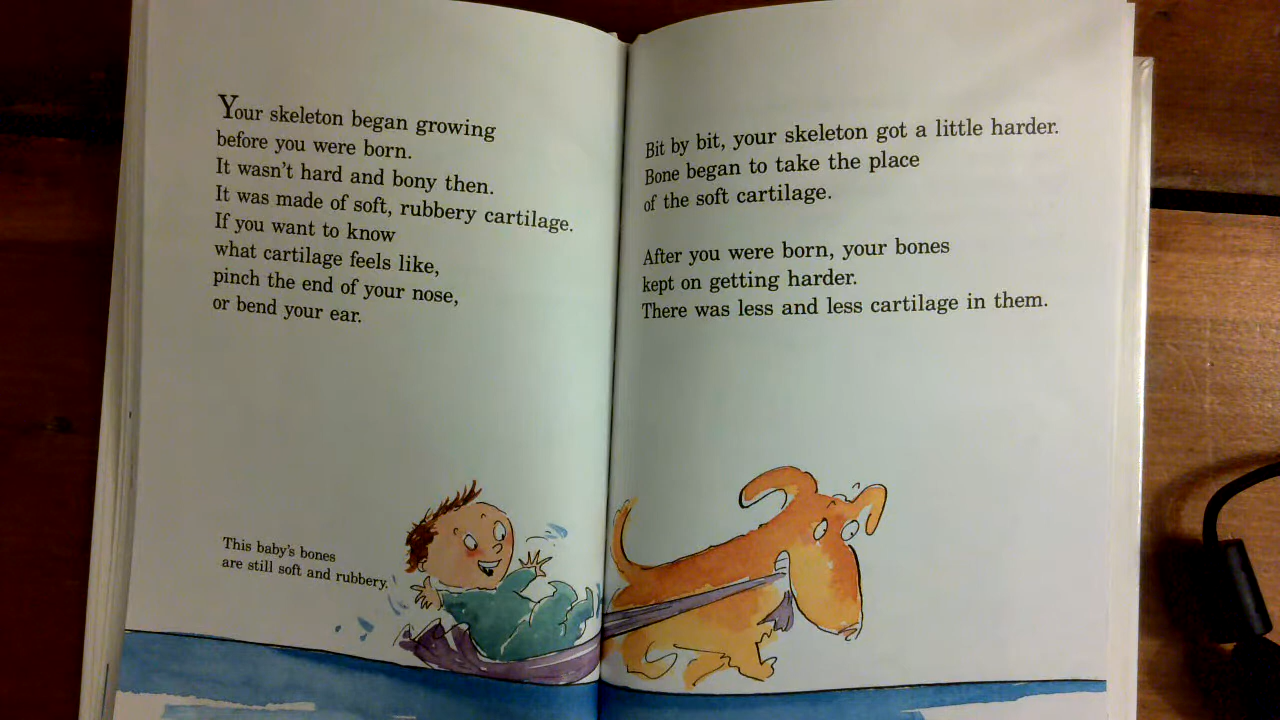 Your skeleton began growing
before you were born.
It wasn't hard and bony then.
It was made of soft, rubbery cartilage.
If you want to know
what cartilage feels like,
pinch the end of your nose,
or bend your ear.
This baby's bones
are still soft and rubbery.
Bit by bit, your skeleton got a little harder.
Bone began to take the place
of the soft cartilage.
After you were born, your bones
kept on getting harder.
There was less and less cartilage in them.